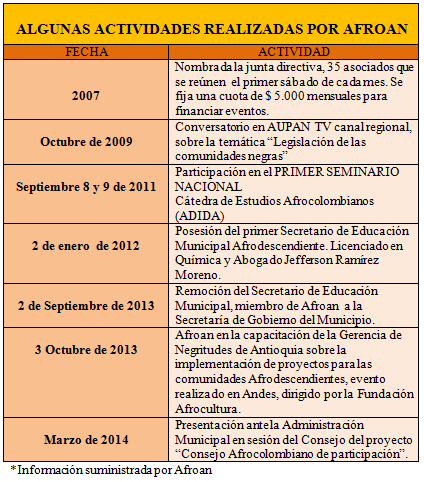 ALGUNAS ACTIVIDADES REALIZADAS POR AFROAN
FECHA ACTIVIDAD
2007
Nombrada la junta directiva, 35 asociados que
se reúnen el primer sábado de cada mes. Se
fija una cuota de $ 5.000 mensuales para
financiar eventos.
Octubre de 2009
Conversatorio en AUPAN TV canal regional,
sobre la temática “Legislación de las
comunidades negras”
Septiembre 8 y 9 de 2011
Participación en el PRIMER SEMINARIO
NACIONAL
Cátedra de Estudios Afrocolombianos
(ADIDA)
2 de enero de 2012
Posesión del primer Secretario de Educación
Municipal Afrodescendiente. Licenciado en
Química y Abogado Jefferson Ramírez
Moreno.
2 de Septiembre de 2013
Remoción del Secretario de Educación
Municipal, miembro de Afroan a la
Secretaría de Gobierno del Municipio.
3 Octubre de 2013
Afroan en la capacitación de la Gerencia de
Negritudes de Antioquia sobre la
implementación de proyectos para las
comunidades Afrodescendientes, evento
realizado en Andes, dirigido por la Fundación
Afrocultura.
Marzo de 2014
Presentación ante la Administración
Municipal en sesión del Consejo del proyecto
“Consejo Afrocolombiano de participación”.
*Información suministrada por Afroan